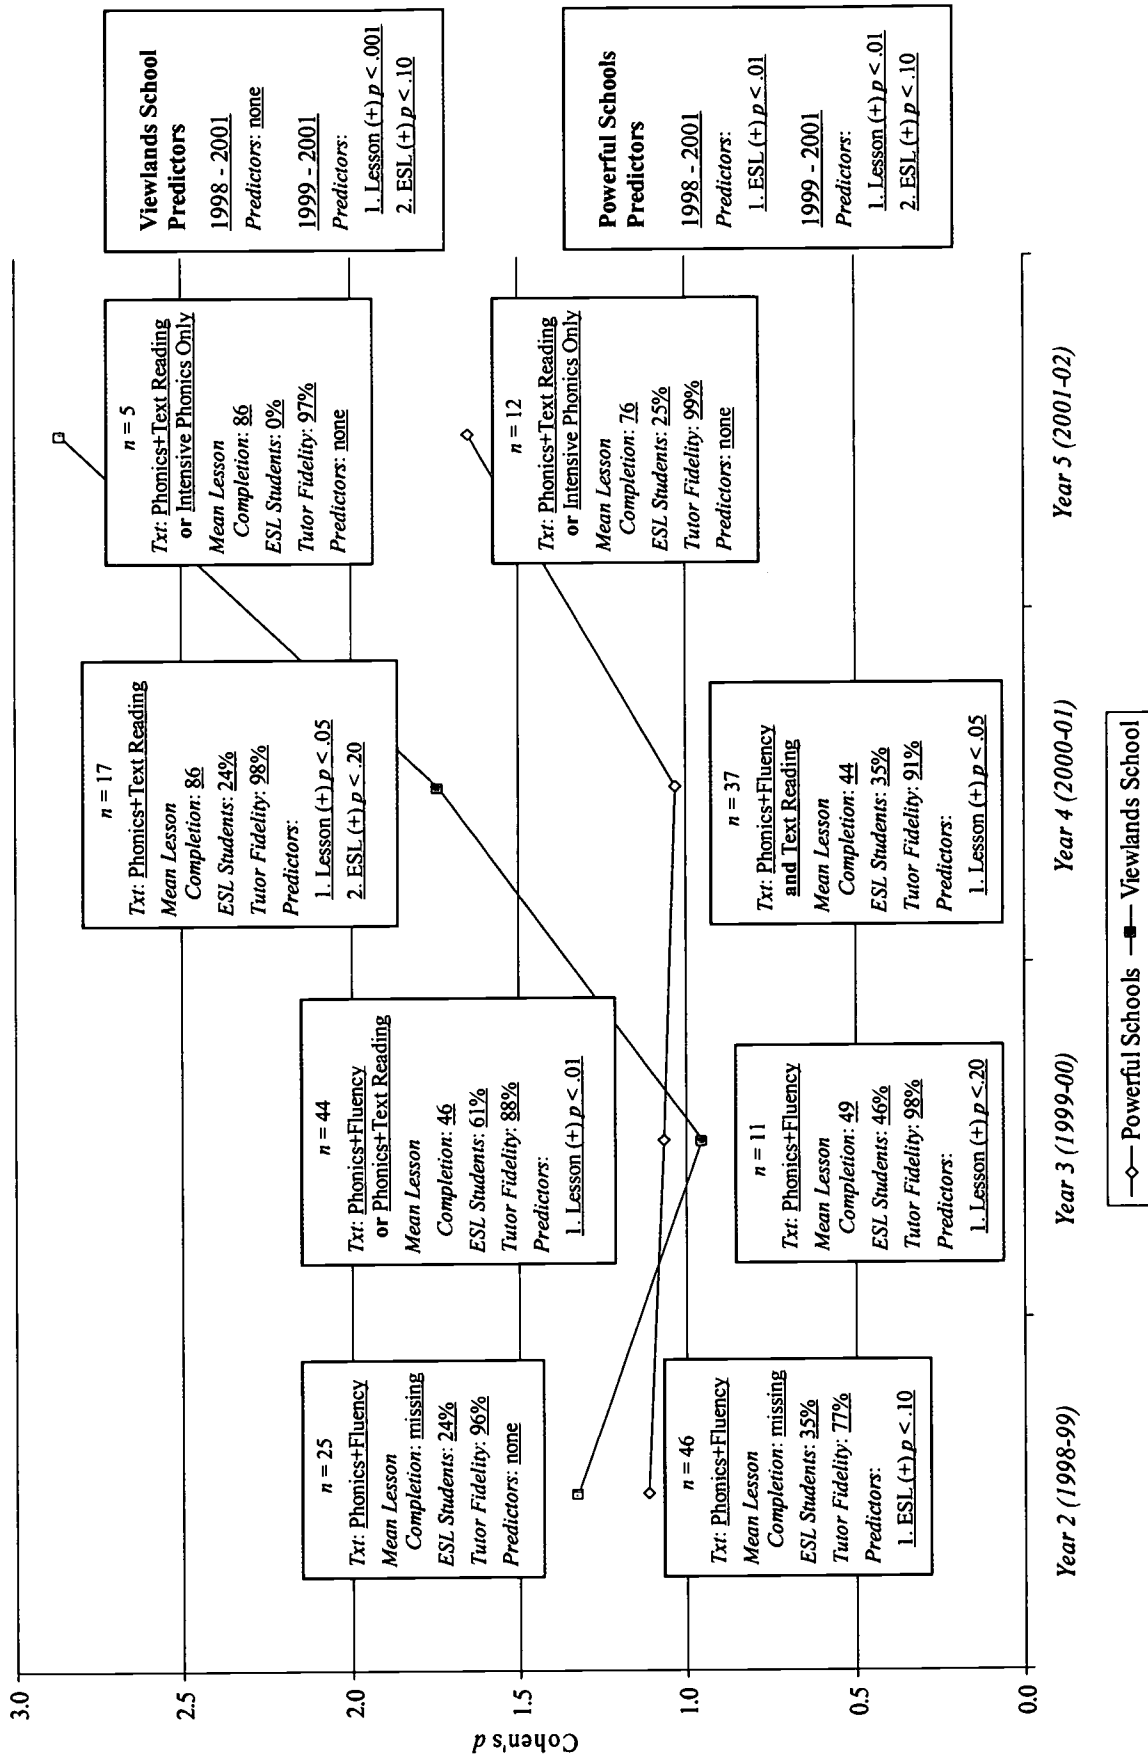 3.0
2.5
2.0
1.5
1.0
0.5
0.0
Cohen's d
n = 25
Txt: Phonics+Fluency
Mean Lesson
Completion: missing
ESL Students: 24%
Tutor Fidelity: 96%
Predictors: none
n = 46
Txt: Phonics+Fluency
Mean Lesson
Completion: missing
ESL Students: 35%
Tutor Fidelity: 77%
Predictors:
1. ESL (+) p < .10
n = 44
Txt: Phonics+Fluency
or Phonics+Text Reading
Mean Lesson
Completion: 46
ESL Students: 61%
Tutor Fidelity: 88%
Predictors:
1. Lesson (+) p < .01
n = 11
Txt: Phonics+Fluency
Mean Lesson
Completion: 49
ESL Students: 46%
Tutor Fidelity: 98%
Predictors:
1. Lesson (+) p <.20
n = 17
Txt: Phonics+Text Reading
Mean Lesson
Completion: 86
ESL Students: 24%
Tutor Fidelity: 98%
Predictors:
1. Lesson (+) p < .05
2. ESL (+) p < .20
n = 37
Txt: Phonics+Fluency
and Text Reading
Mean Lesson
Completion: 44
ESL Students: 35%
Tutor Fidelity: 91%
Predictors:
1. Lesson (+) p < .05
n = 5
Txt: Phonics+Text Reading
or Intensive Phonics Only
Mean Lesson
Completion: 86
ESL Students: 0%
Tutor Fidelity: 97%
Predictors: none
n = 12
Txt: Phonics+Text Reading
or Intensive Phonics Only
Mean Lesson
Completion: 76
ESL Students: 25%
Tutor Fidelity: 99%
Predictors: none
Viewlands School
Predictors
1998 - 2001
Predictors: none
1999 - 2001
Predictors:
1. Lesson (+) p < .001
2. ESL (+) p < .10
Powerful Schools
Predictors
1998 - 2001
Predictors:
1. ESL (+) p < .01
1999 - 2001
Predictors:
1. Lesson (+) p < .01
2. ESL (+) p < .10
Year 2 (1998-99)
Year 3 (1999-00)
Year 4 (2000-01)
Year 5 (2001-02)
Powerful Schools
Viewlands School